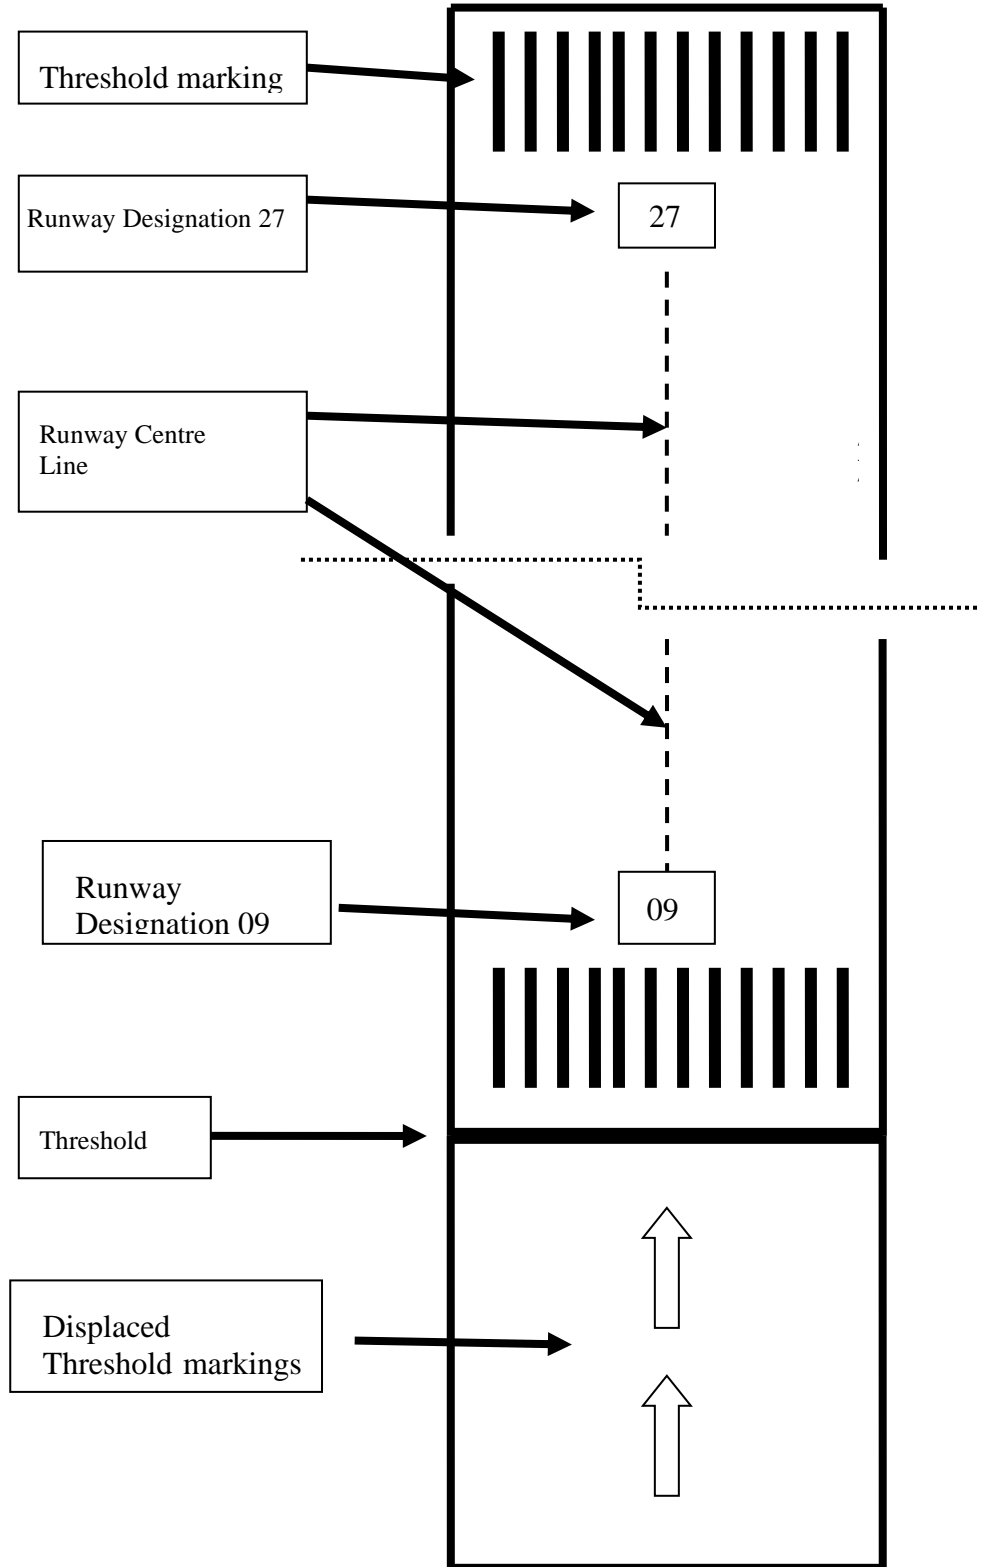 Threshold marking
Runway Designation 27
27
Runway Centre
Line
Runway
Designation 09
09
Threshold
Displaced
Threshold markings